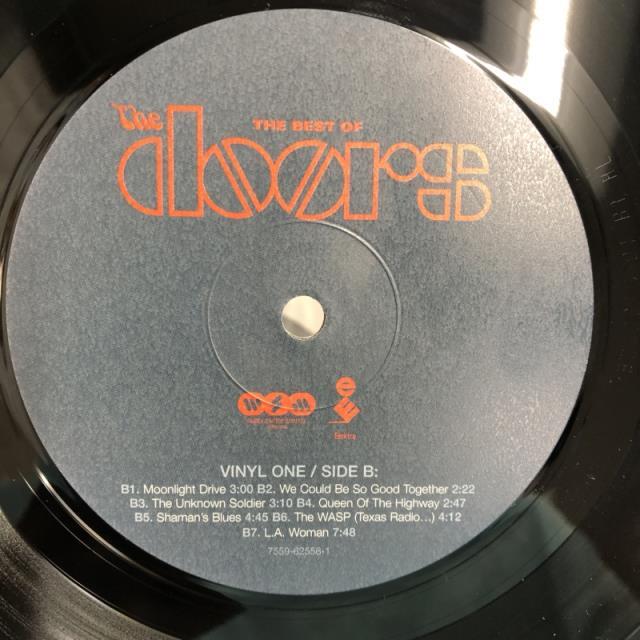 The
THE BEST OF
doors
Elektra
VINYL ONE / SIDE B:
B1. Moonlight Drive 3:00 B2. We Could Be So Good Together 2:22
B3. The Unknown Soldier 3:10 B4. Queen Of The Highway 2:47
B5. Shaman's Blues 4:45 B6. The WASP (Texas Radio...) 4:12
B7. L.A. Woman 7:48
7559-62558-1